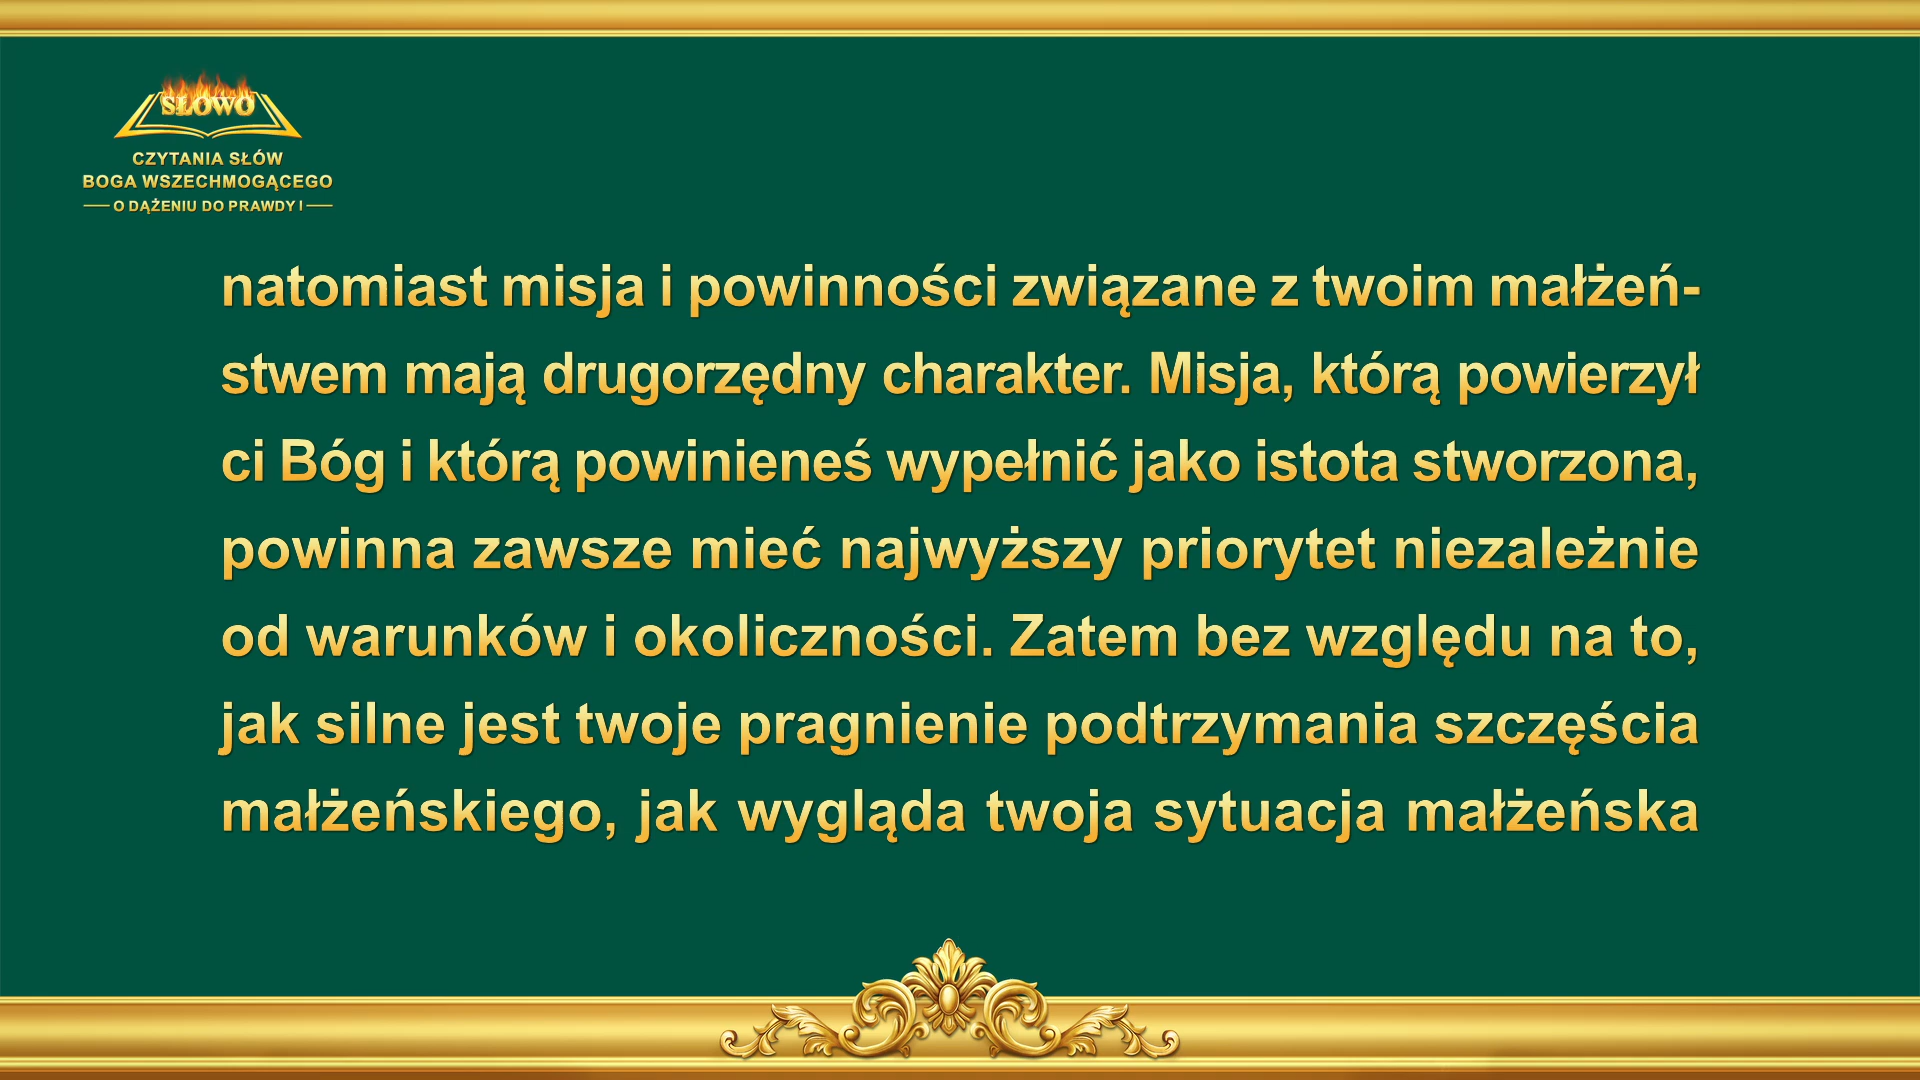 SŁOWO
CZYTANIA SŁÓW
BOGA WSZECHMOGĄCEGO
O DĄŻENIU DO PRAWDY I
natomiast misja i powinności związane z twoim małżeń-
stwem mają drugorzędny charakter. Misja, którą powierzył
ci Bóg i którą powinieneś wypełnić jako istota stworzona,
powinna zawsze mieć najwyższy priorytet niezależnie
od warunków i okoliczności. Zatem bez względu na to,
jak silne jest twoje pragnienie podtrzymania szczęścia
małżeńskiego, jak wygląda twoja sytuacja małżeńska